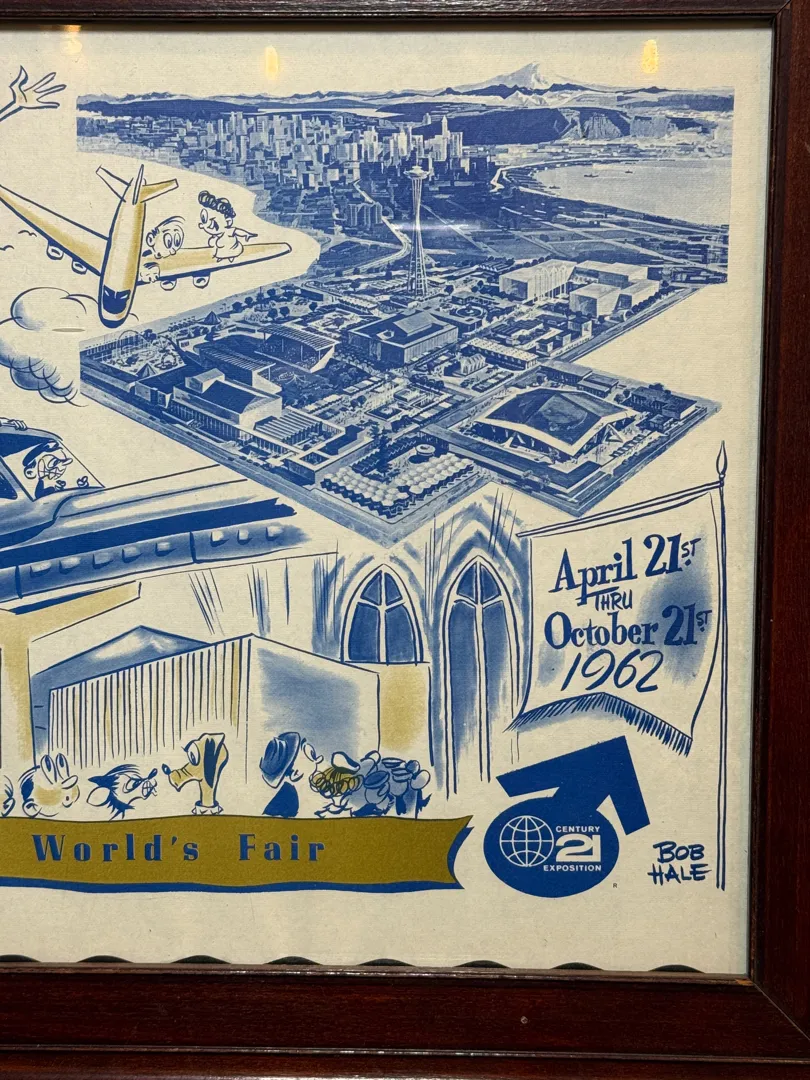 April 21ST
THRU
October 21ST
1962
World's Fair
CENTURY
21
EXPOSITION
R
BOB
HALE